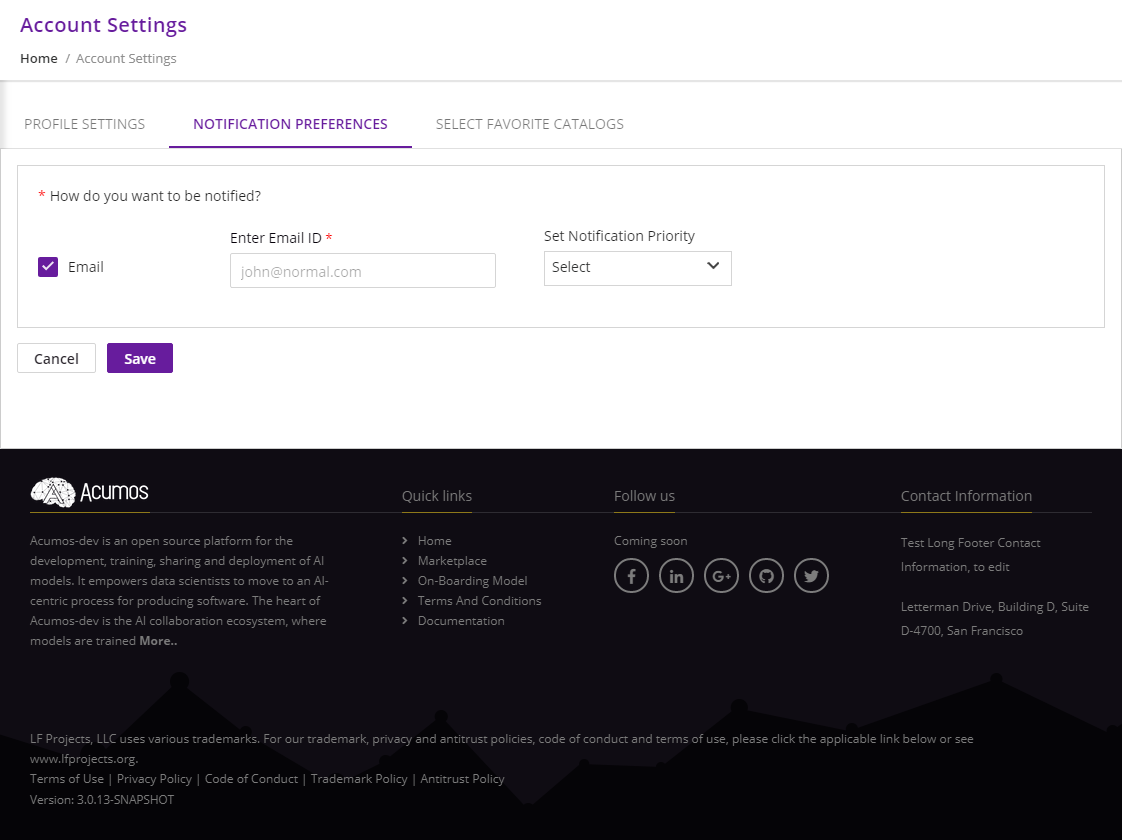 Account Settings
Home / Account Settings
PROFILE SETTINGS NOTIFICATION PREFERENCES SELECT FAVORITE CATALOGS
* How do you want to be notified?
Enter Email ID * Set Notification Priority
Email john@normal.com Select
Cancel Save
Acumos
Acumos-dev is an open source platform for the
development, training, sharing and deployment of AI
models. It empowers data scientists to move to an AI-
centric process for producing software. The heart of
Acumos-dev is the AI collaboration ecosystem, where
models are trained More..
Quick links
Home
Marketplace
On-Boarding Model
Terms And Conditions
Documentation
Follow us
Coming soon
f in G+
Contact Information
Test Long Footer Contact
Information, to edit
Letterman Drive, Building D, Suite
D-4700, San Francisco
LF Projects, LLC uses various trademarks. For our trademark, privacy and antitrust policies, code of conduct and terms of use, please click the applicable link below or see
www.lfprojects.org.
Terms of Use | Privacy Policy | Code of Conduct | Trademark Policy | Antitrust Policy
Version: 3.0.13-SNAPSHOT